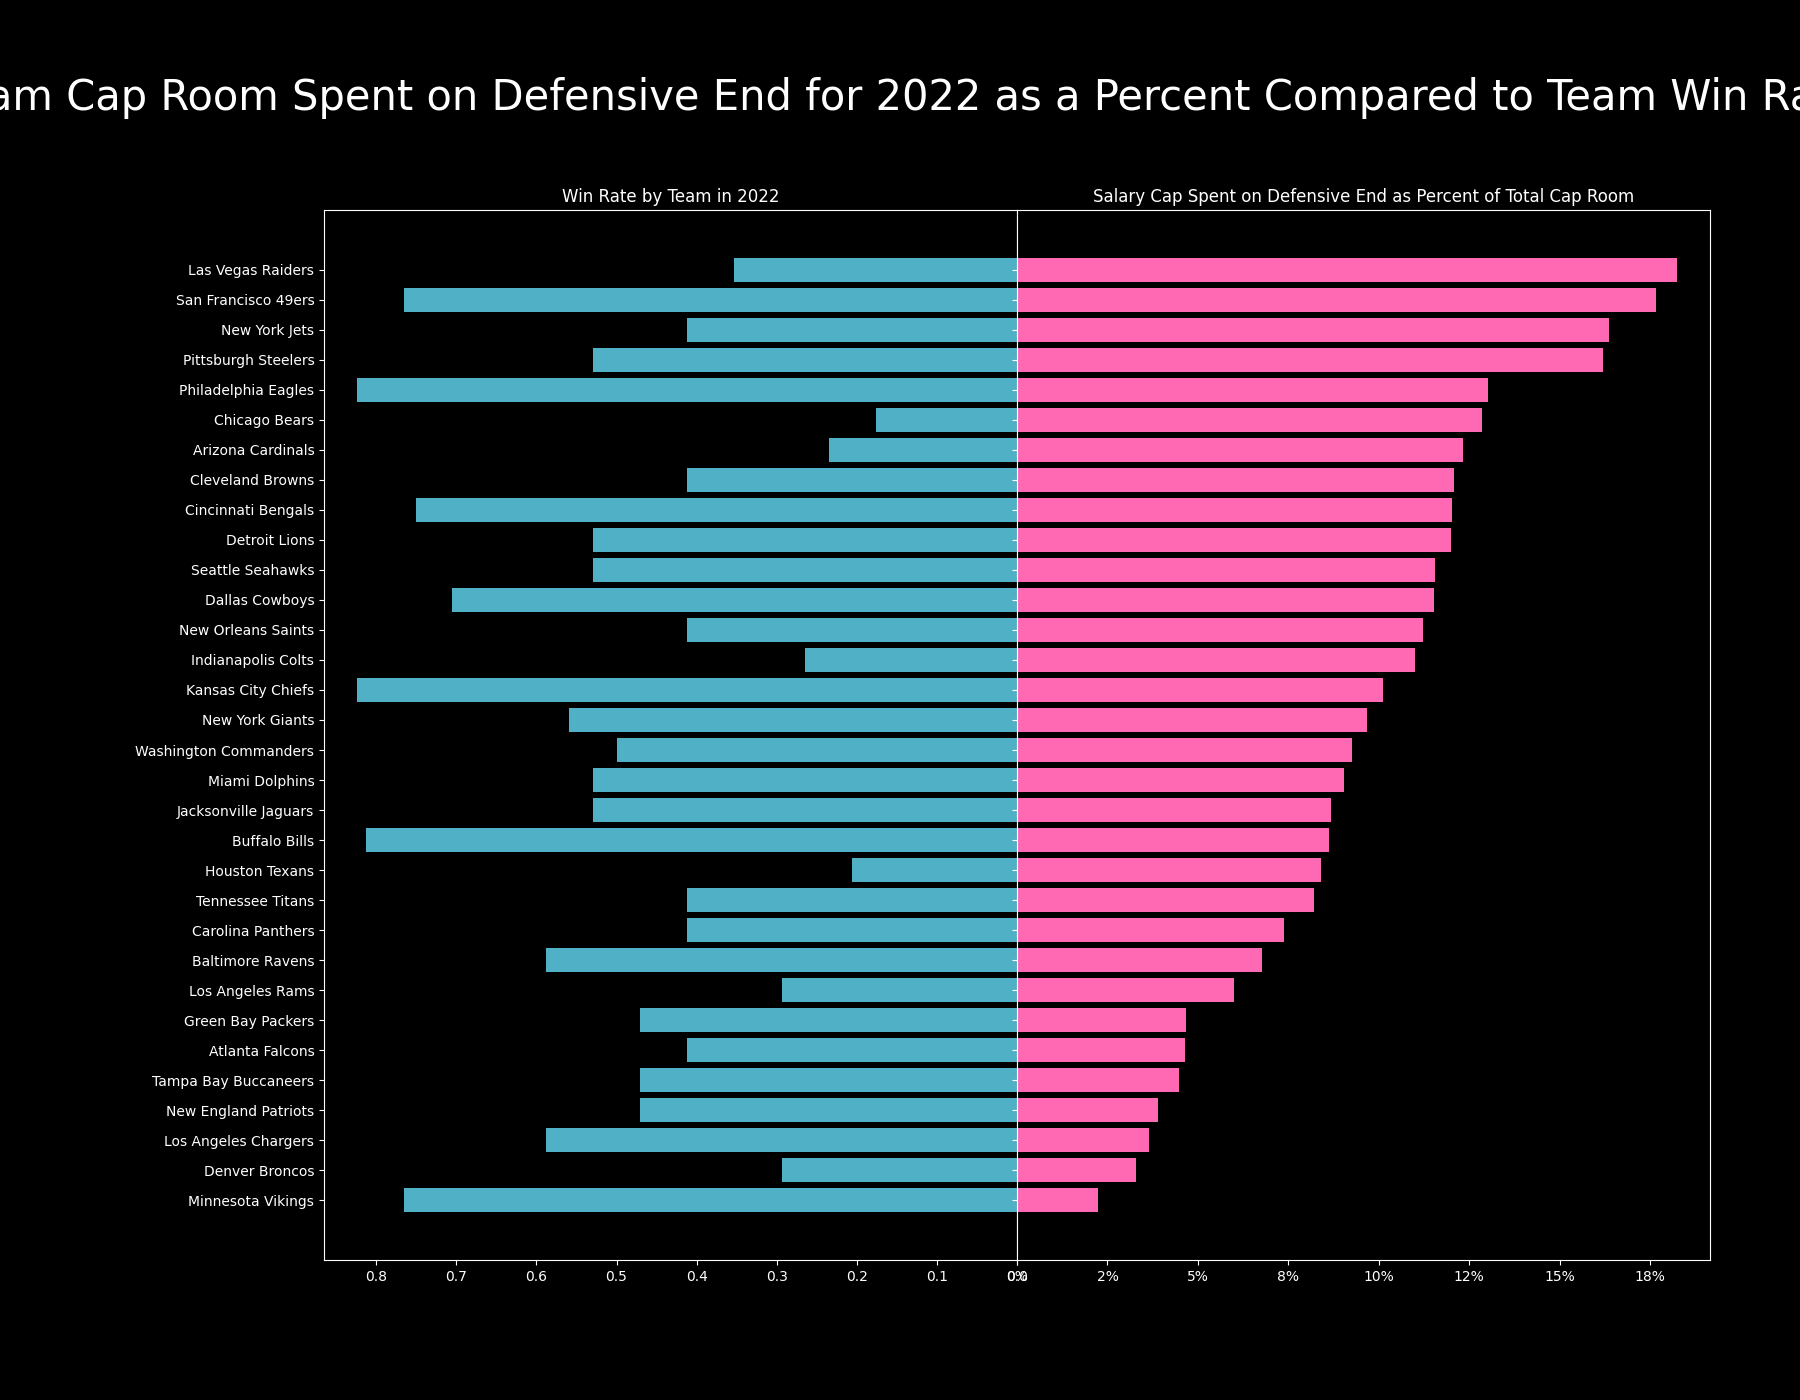 am Cap Room Spent on Defensive End for 2022 as a Percent Compared to Team Win Ra
Win Rate by Team in 2022
Salary Cap Spent on Defensive End as Percent of Total Cap Room
Las Vegas Raiders
San Francisco 49ers
New York Jets
Pittsburgh Steelers
Philadelphia Eagles
Chicago Bears
Arizona Cardinals
Cleveland Browns
Cincinnati Bengals
Detroit Lions
Seattle Seahawks
Dallas Cowboys
New Orleans Saints
Indianapolis Colts
Kansas City Chiefs
New York Giants
Washington Commanders
Miami Dolphins
Jacksonville Jaguars
Buffalo Bills
Houston Texans
Tennessee Titans
Carolina Panthers
Baltimore Ravens
Los Angeles Rams
Green Bay Packers
Atlanta Falcons
Tampa Bay Buccaneers
New England Patriots
Los Angeles Chargers
Denver Broncos
Minnesota Vikings
0.8 0.7 0.6 0.5 0.4 0.3 0.2 0.1 2% 5% 8% 10% 12% 15% 18%